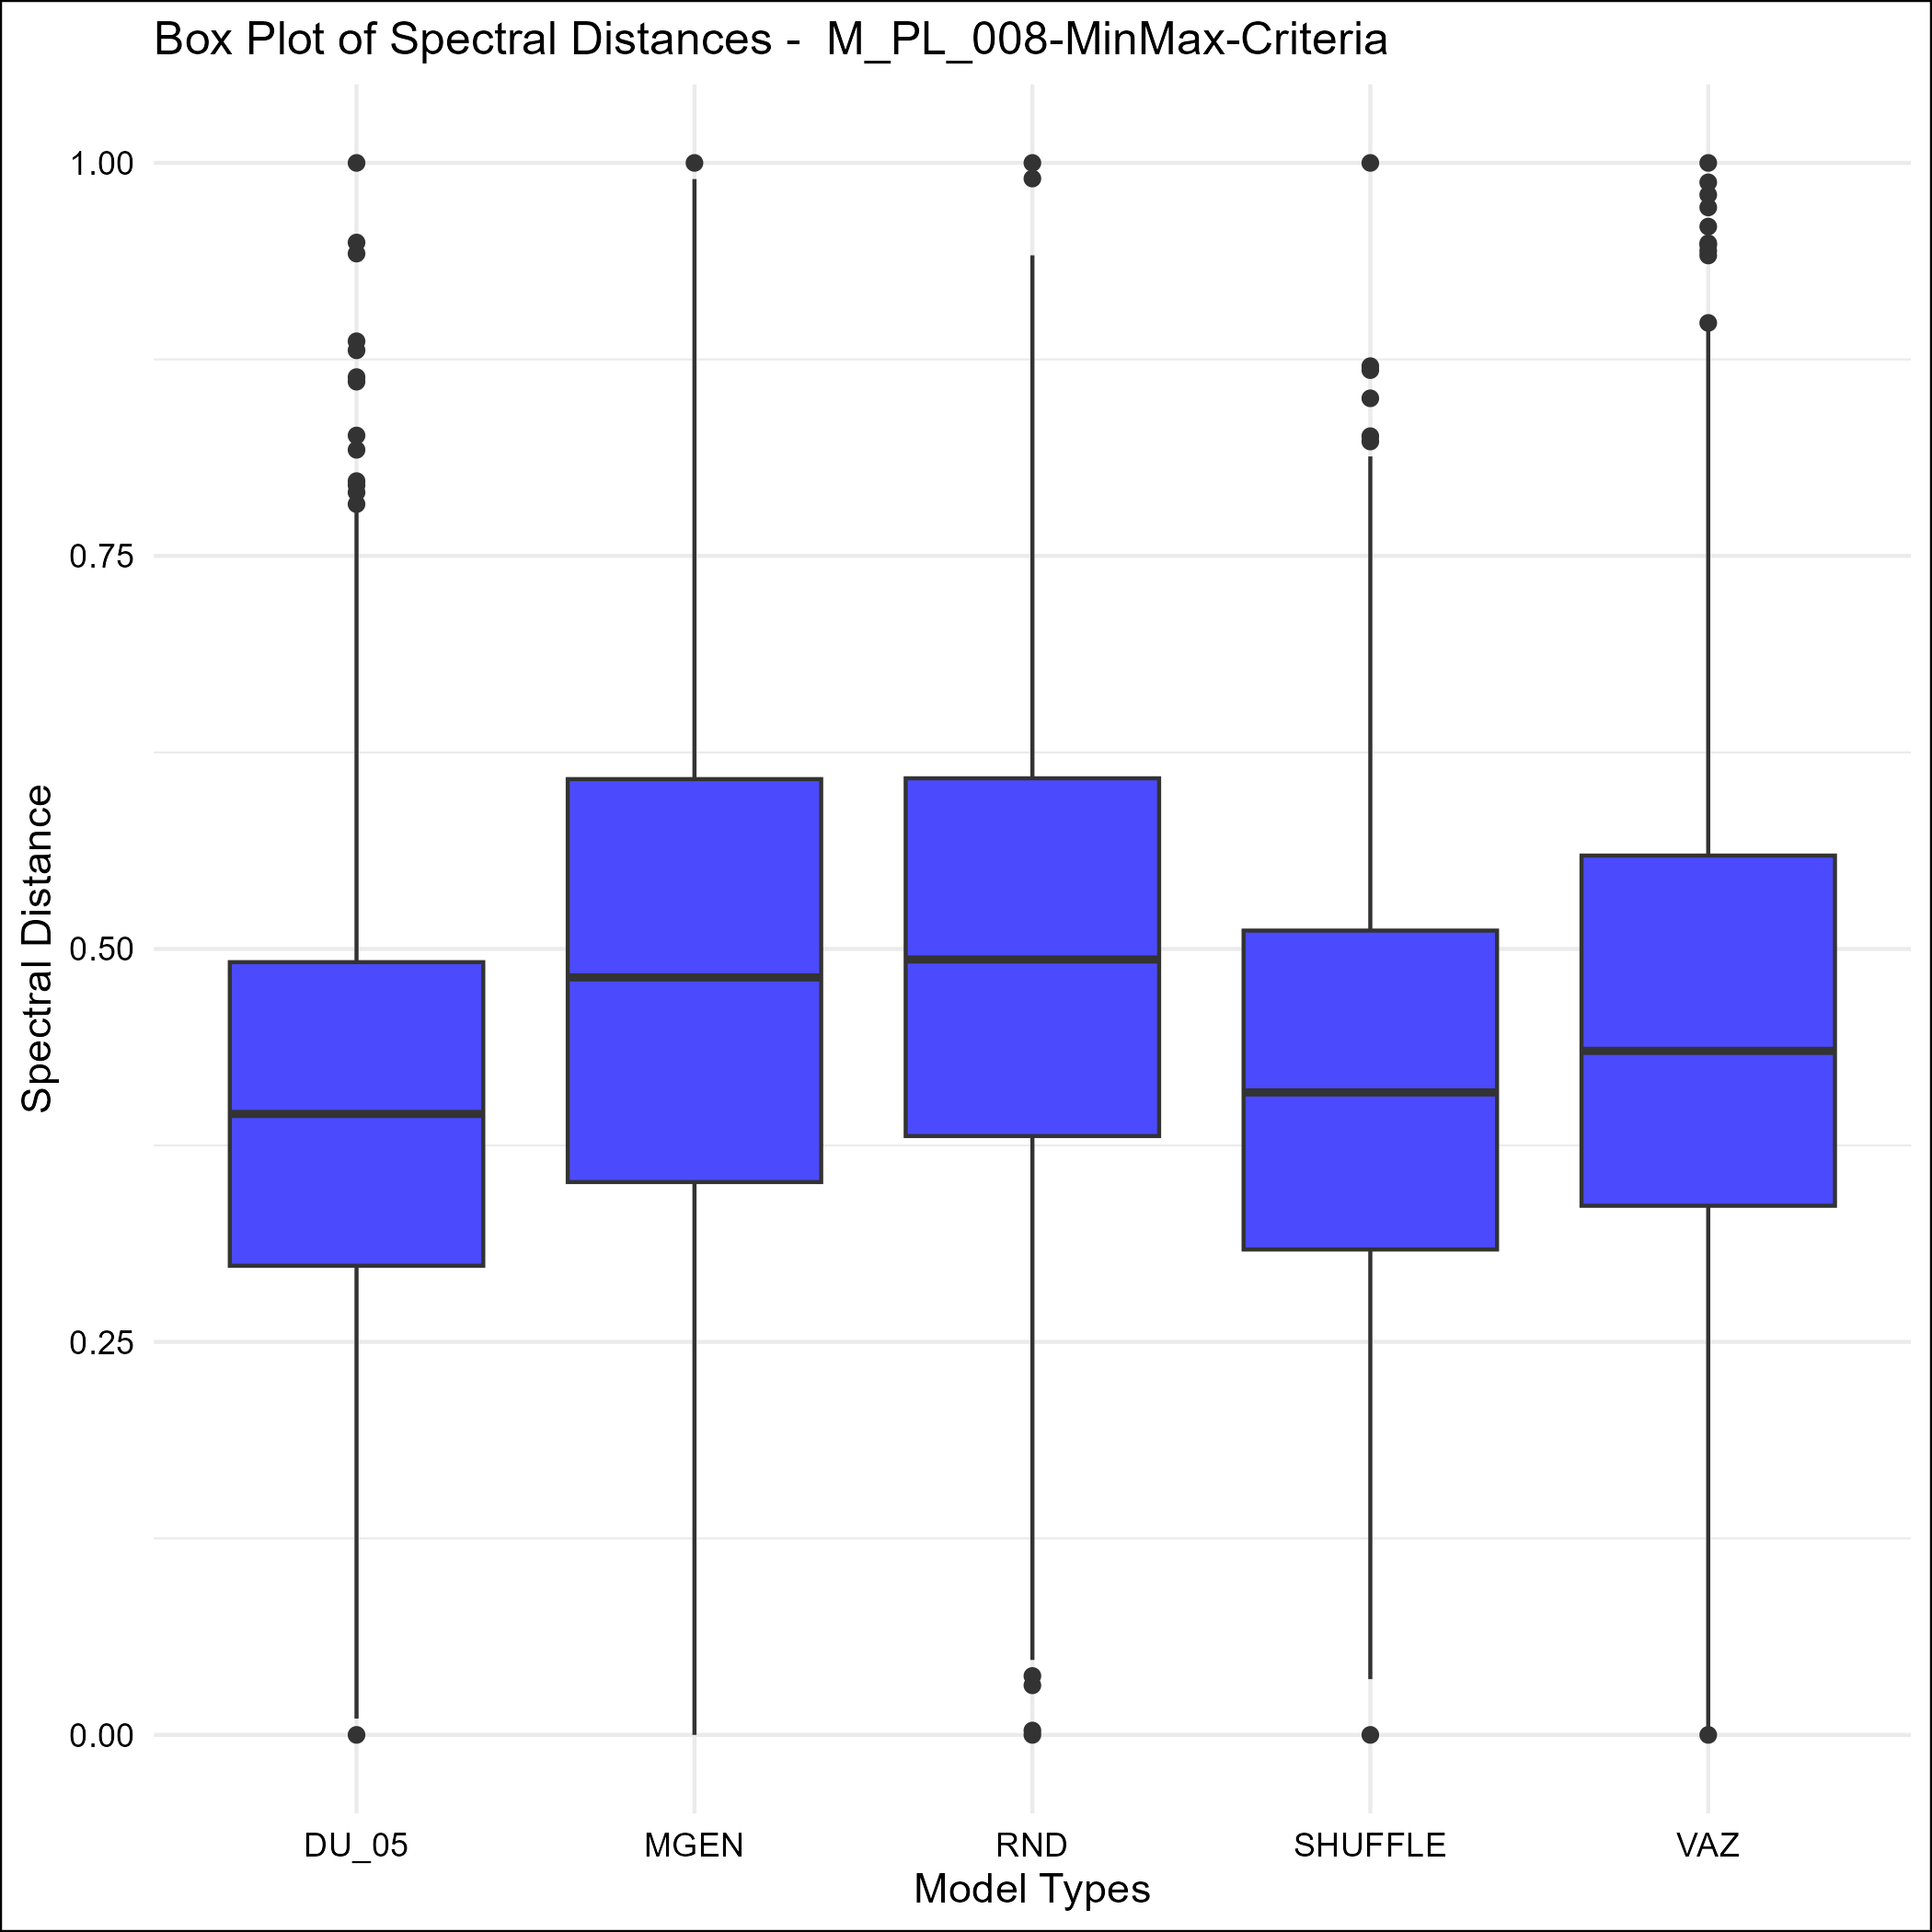 Box Plot of Spectral Distances -  M_PL_008-MinMax-Criteria
1.00
0.75
0.50
0.25
0.00
Spectral Distance
DU_05 MGEN RND SHUFFLE VAZ
Model Types